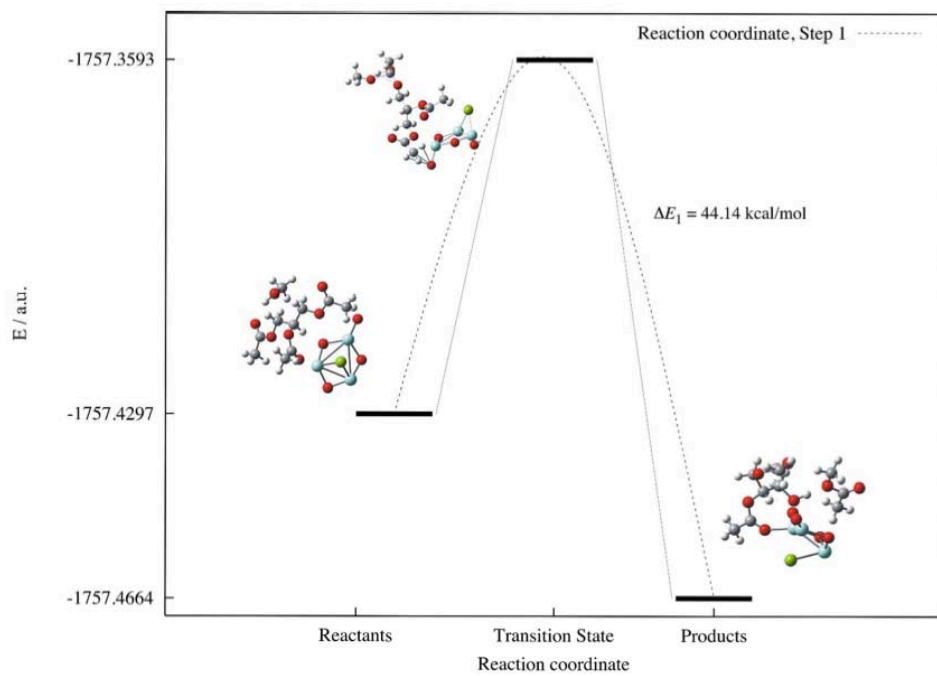 Reaction coordinate, Step 1
-1757.3593
ΔE₁ = 44.14 kcal/mol
E / a.u.
-1757.4297
-1757.4664
Reactants
Transition State
Products
Reaction coordinate